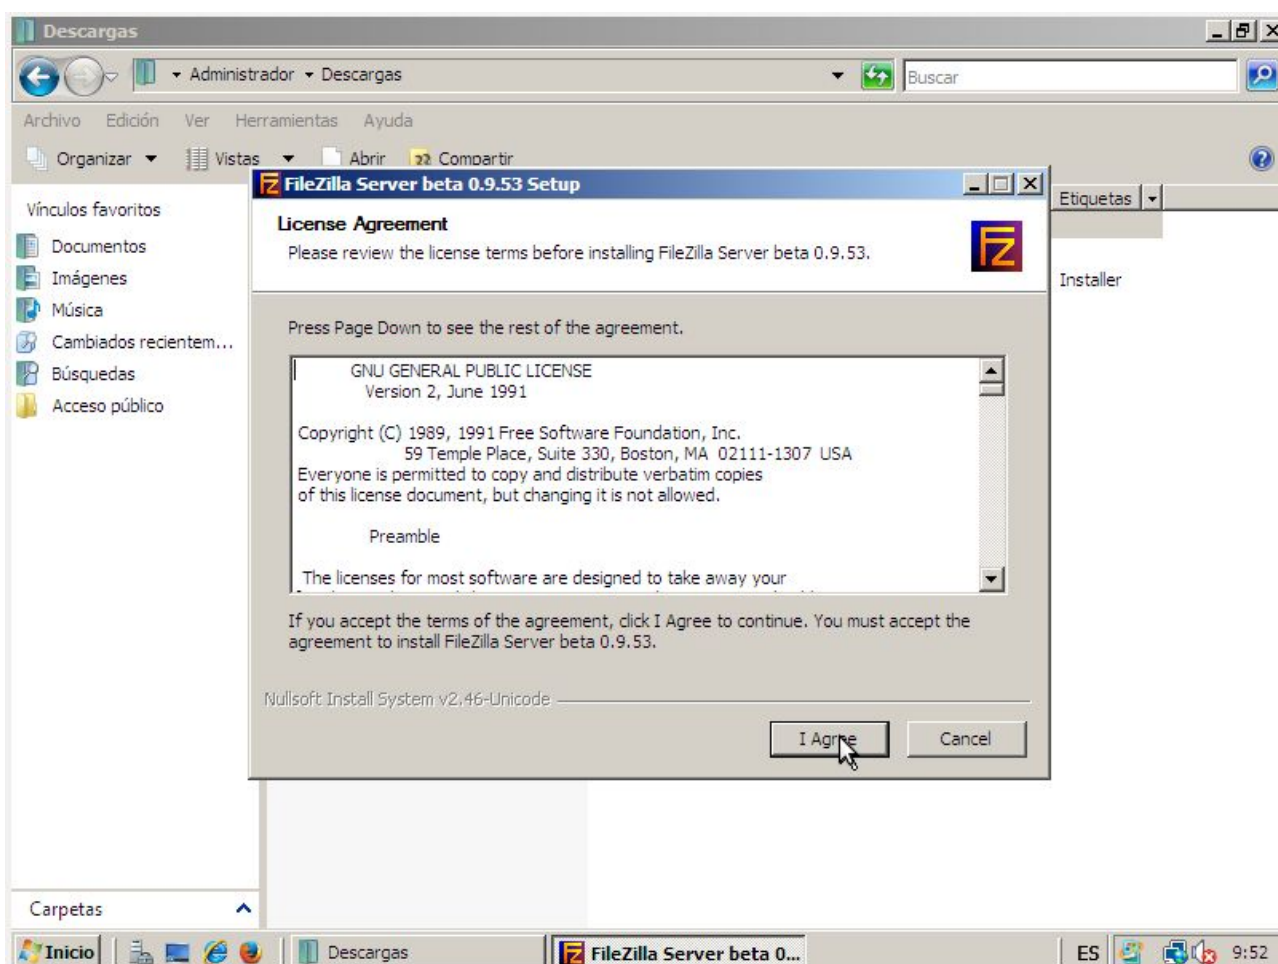 Descargas
Administrador Descargas
Buscar
Archivo Edición Ver Herramientas Ayuda
Organizar Vistas Abrir Compartir
Vínculos favoritos
Documentos
Imágenes
Música
Cambiados recientem...
Búsquedas
Acceso público
Carpetas
Etiquetas
Installer
FileZilla Server beta 0.9.53 Setup
License Agreement
Please review the license terms before installing FileZilla Server beta 0.9.53.
Press Page Down to see the rest of the agreement.
GNU GENERAL PUBLIC LICENSE
Version 2, June 1991
Copyright (C) 1989, 1991 Free Software Foundation, Inc.
59 Temple Place, Suite 330, Boston, MA 02111-1307 USA
Everyone is permitted to copy and distribute verbatim copies
of this license document, but changing it is not allowed.
Preamble
The licenses for most software are designed to take away your
If you accept the terms of the agreement, click I Agree to continue. You must accept the
agreement to install FileZilla Server beta 0.9.53.
Nullsoft Install System v2.46-Unicode
I Agree Cancel
Inicio Descargas FileZilla Server beta 0... ES 9:52